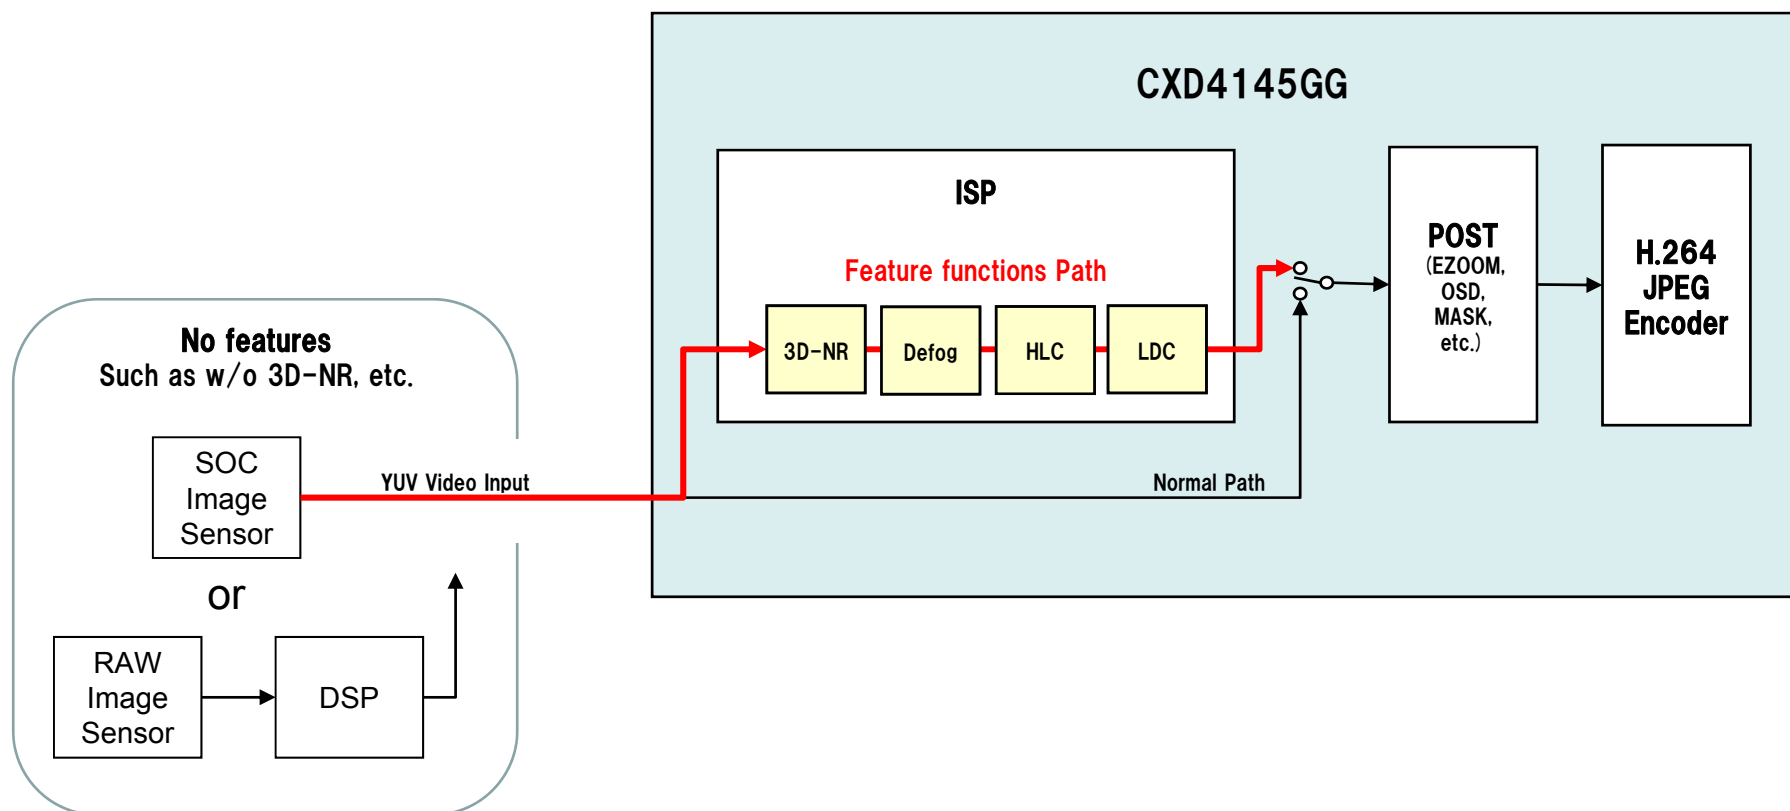 CXD4145GG
ISP
Feature functions Path
3D-NR
Defog
HLC
LDC
POST
(EZOOM,
OSD,
MASK,
etc.)
H.264
JPEG
Encoder
No features
Such as w/o 3D-NR, etc.
SOC
Image
Sensor
YUV Video Input
Normal Path
or
RAW
Image
Sensor
DSP